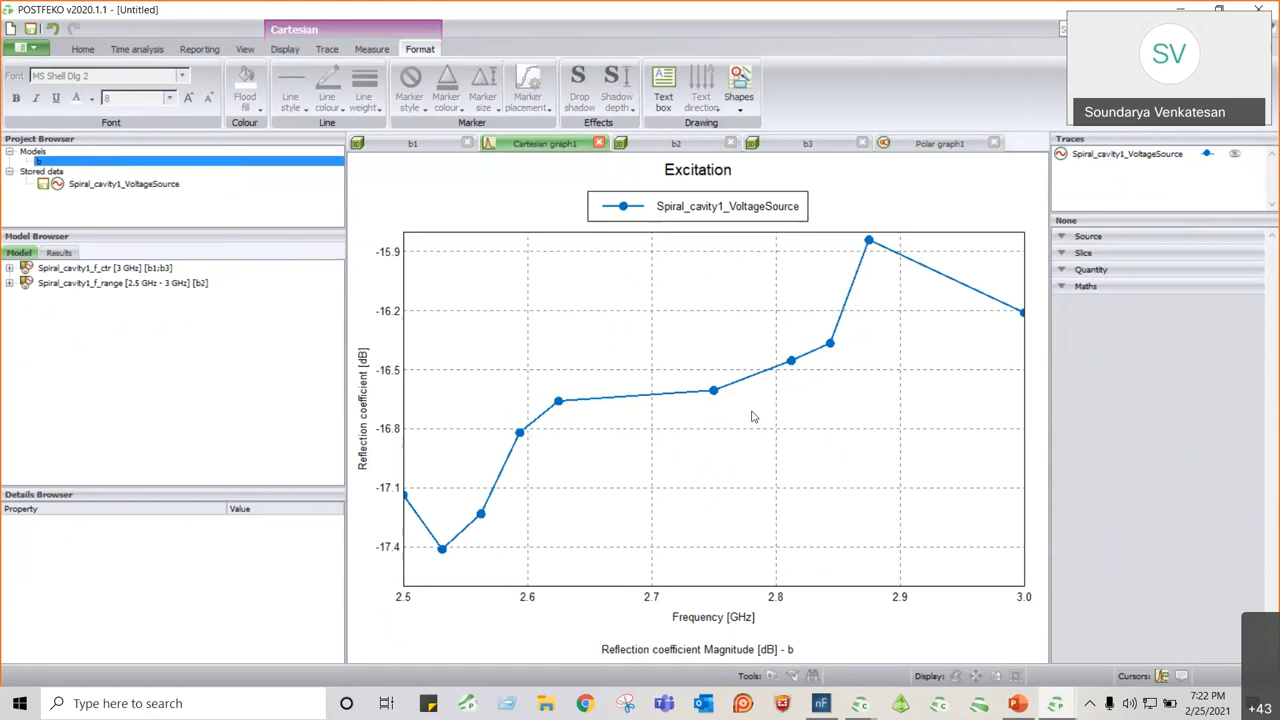 POSTFEKO v2020.1.1 - [Untitled]
Cartesian
Home Time analysis Reporting View Display Trace Measure Format
Font MS Shell Dlg 2
B U A 8 A A
Font
Flood fill
Colour
Line style
Line colour
Line weight
Line
Marker style
Marker colour
Marker size
Marker placement
Marker
Drop shadow
Shadow depth
Effects
Text box
Text direction
Shapes
Drawing
SV
Soundarya Venkatesan
Project Browser
Models
b
Stored data
Spiral_cavity1_VoltageSource
Model Browser
Model Results
Spiral_cavity1_f_ctr [3 GHz] [b1;b3]
Spiral_cavity1_f_range [2.5 GHz - 3 GHz] [b2]
Details Browser
Property Value
b1 Cartesian graph1 b2 b3 Polar graph1
Excitation
Spiral_cavity1_VoltageSource
Reflection coefficient [dB]
-15.9
-16.2
-16.5
-16.8
-17.1
-17.4
2.5 2.6 2.7 2.8 2.9 3.0
Frequency [GHz]
Reflection coefficient Magnitude [dB] - b
Traces
Spiral_cavity1_VoltageSource
None
Source
Slice
Quantity
Maths
Tools: Display: Cursors:
Type here to search
nF
7:22 PM
2/25/2021
+43